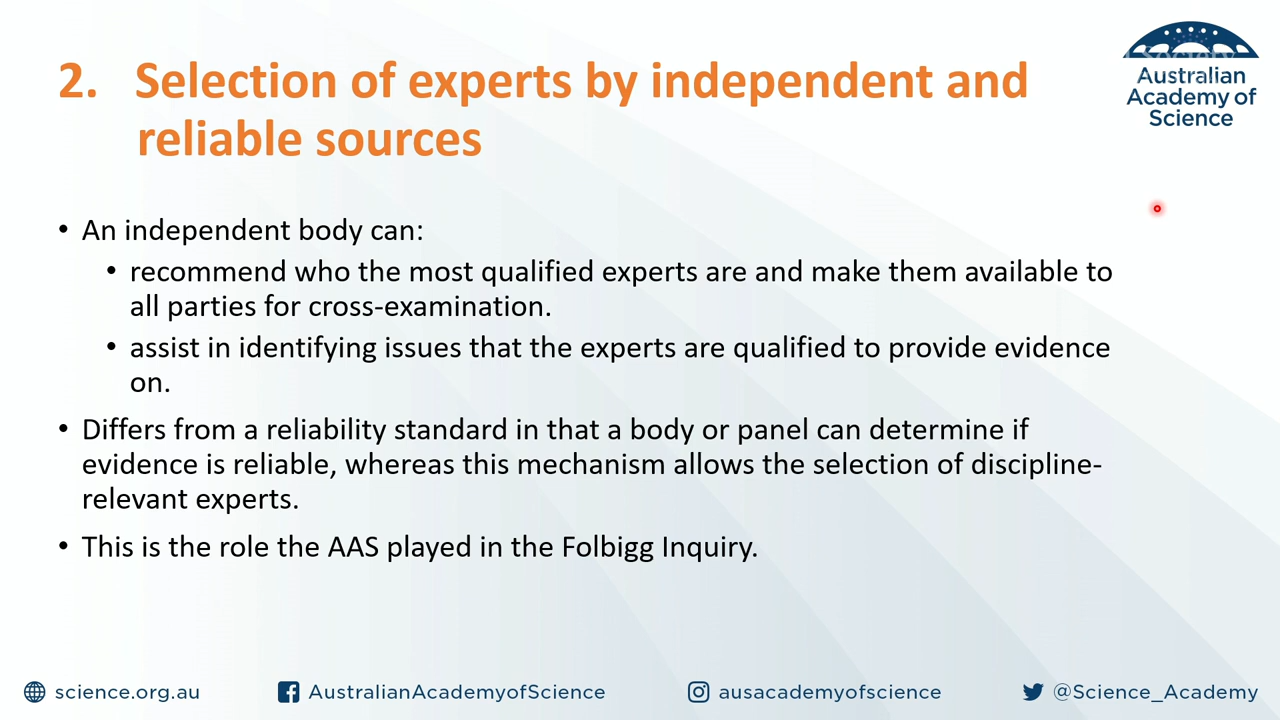 2. Selection of experts by independent and
reliable sources
Australian
Academy of
Science
• An independent body can:
• recommend who the most qualified experts are and make them available to
all parties for cross-examination.
• assist in identifying issues that the experts are qualified to provide evidence
on.
• Differs from a reliability standard in that a body or panel can determine if
evidence is reliable, whereas this mechanism allows the selection of discipline-
relevant experts.
• This is the role the AAS played in the Folbigg Inquiry.
science.org.au
AustralianAcademyofScience
ausacademyofscience
@Science_Academy